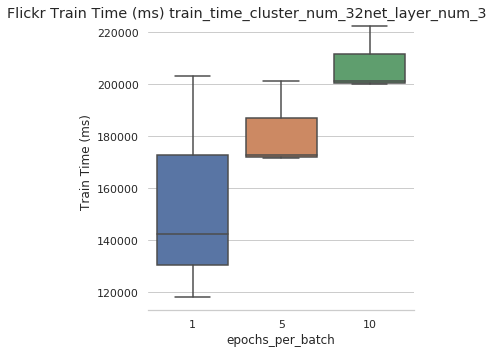 Flickr Train Time (ms) train_time_cluster_num_32net_layer_num_3
220000
200000
180000
160000
140000
120000
Train Time (ms)
1 5 10
epochs_per_batch